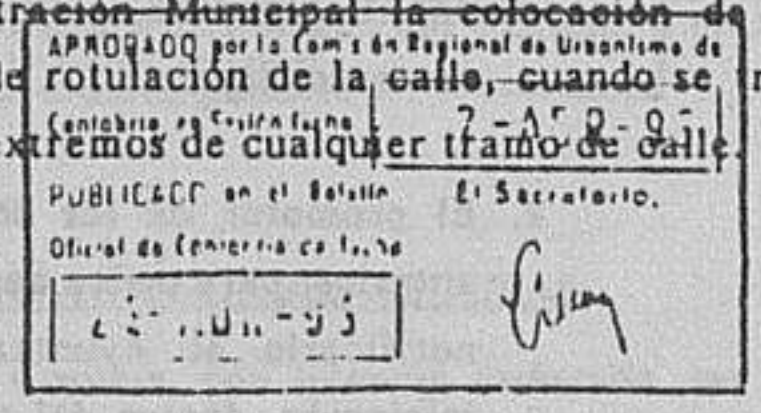 tración Municipal la colocación de
APROBADO por la Comisión Regional de Urbanismo de
de rotulación de la calle, cuando se
Cantabria en Sesión fecha
extremos de cualquier tramo de calle.
PUBLICADO en el Boletín El Secretario,
Oficial de Cantabria en fecha